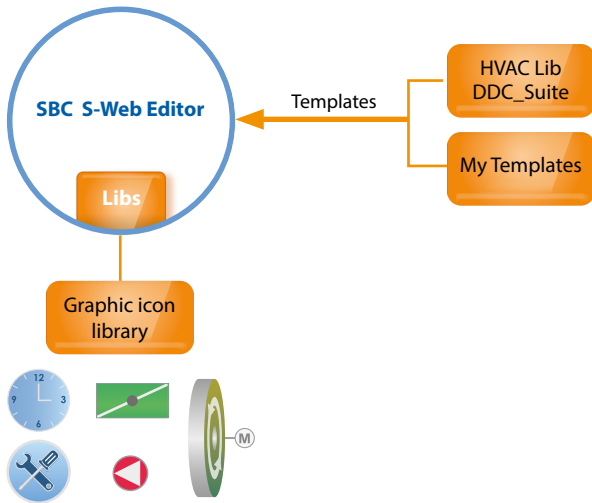 SBC S-Web Editor
Libs
Templates
HVAC Lib
DDC_Suite
My Templates
Graphic icon
library
12
9
3
6
M